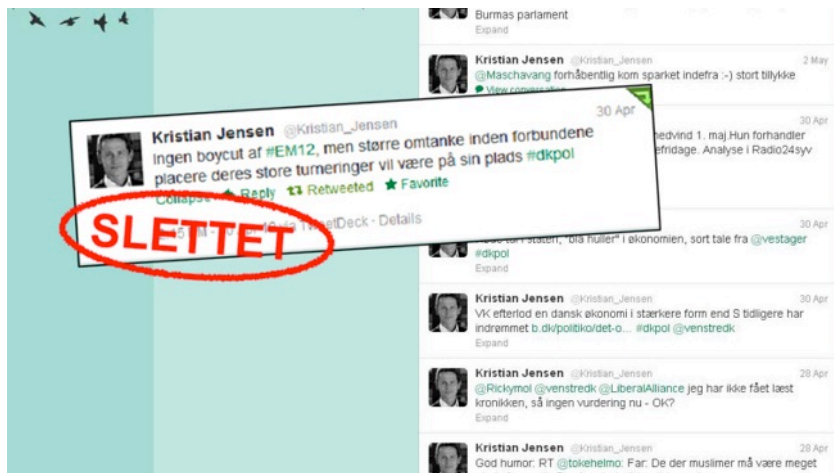 Burmas parlament
Expand
Kristian Jensen @Kristian_Jensen 2 May
@Maschavang forhåbentlig kom sparket indefra :-) stort tillykke
View conversation
30 Apr
nedvind 1. maj.Hun forhandler
efridage. Analyse i Radio24syv
Kristian Jensen @Kristian_Jensen 30 Apr
Ingen boycut af #EM12, men større omtanke inden forbundene
placere deres store turneringer vil være på sin plads #dkpol
Collapse Reply Retweeted Favorite
TweetDeck · Details
SLETTET
30 Apr
i staten, "blå huller" i økonomien, sort tale fra @vestager
#dkpol
Expand
Kristian Jensen @Kristian_Jensen 30 Apr
VK efterlod en dansk økonomi i stærkere form end S tidligere har
indrømmet b.dk/politiko/det-o... #dkpol @venstredk
Expand
Kristian Jensen @Kristian_Jensen 28 Apr
@Rickymol @venstredk @LiberalAlliance jeg har ikke fået læst
kronikken, så ingen vurdering nu - OK?
Expand
Kristian Jensen @Kristian_Jensen 28 Apr
God humor: RT @tokehelmo: Far: De der muslimer må være meget